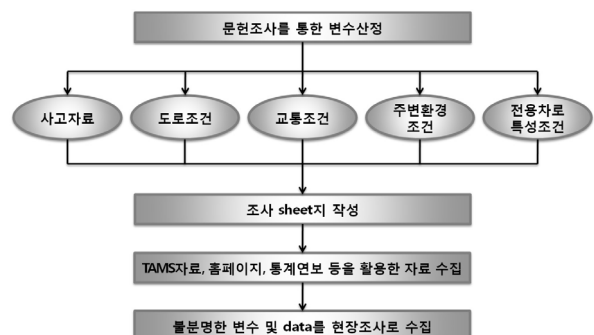 문헌조사를 통한 변수산정
사고자료
도로조건
교통조건
주변환경
조건
전용차로
특성조건
조사 sheet지 작성
TAMS자료, 홈페이지, 통계연보 등을 활용한 자료 수집
불분명한 변수 및 data를 현장조사로 수집